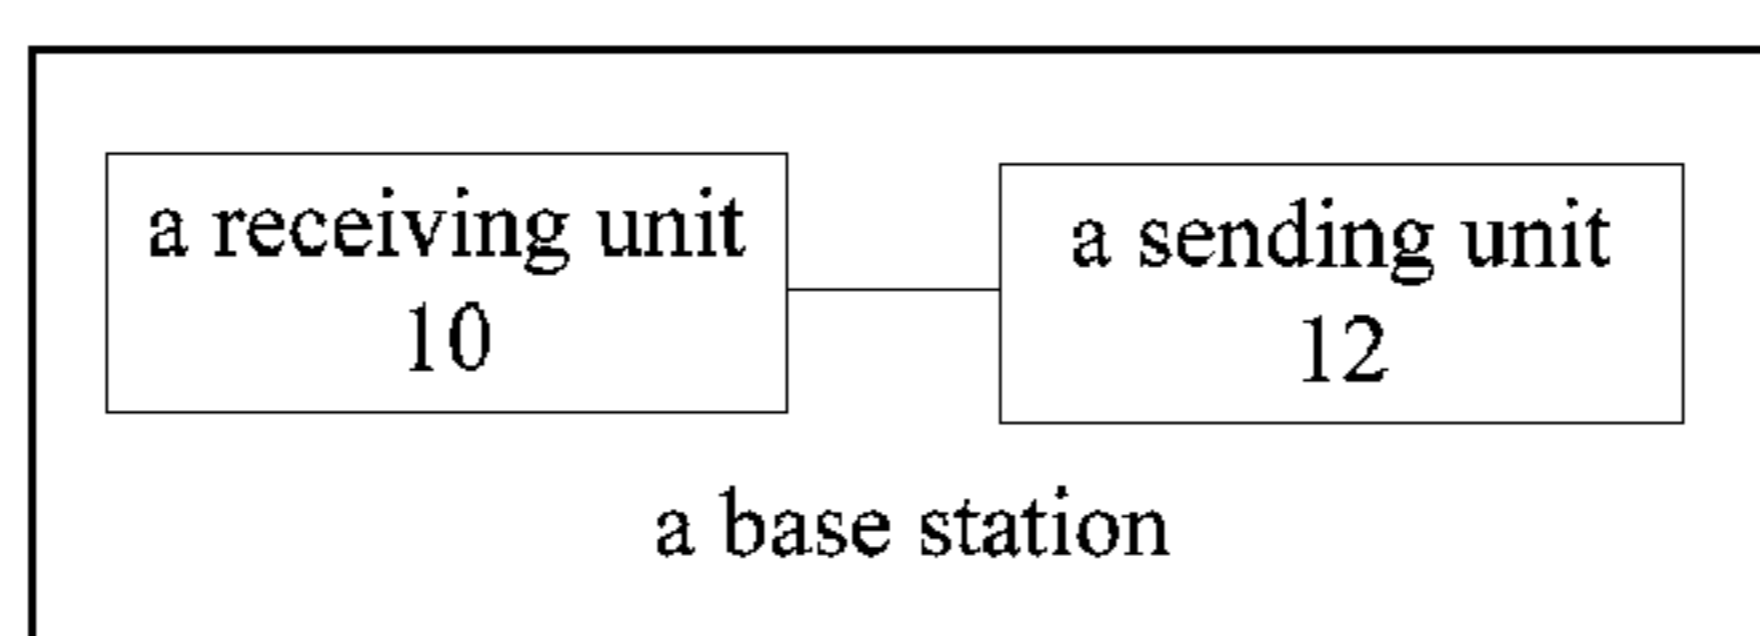 a receiving unit
10
a sending unit
12
a base station